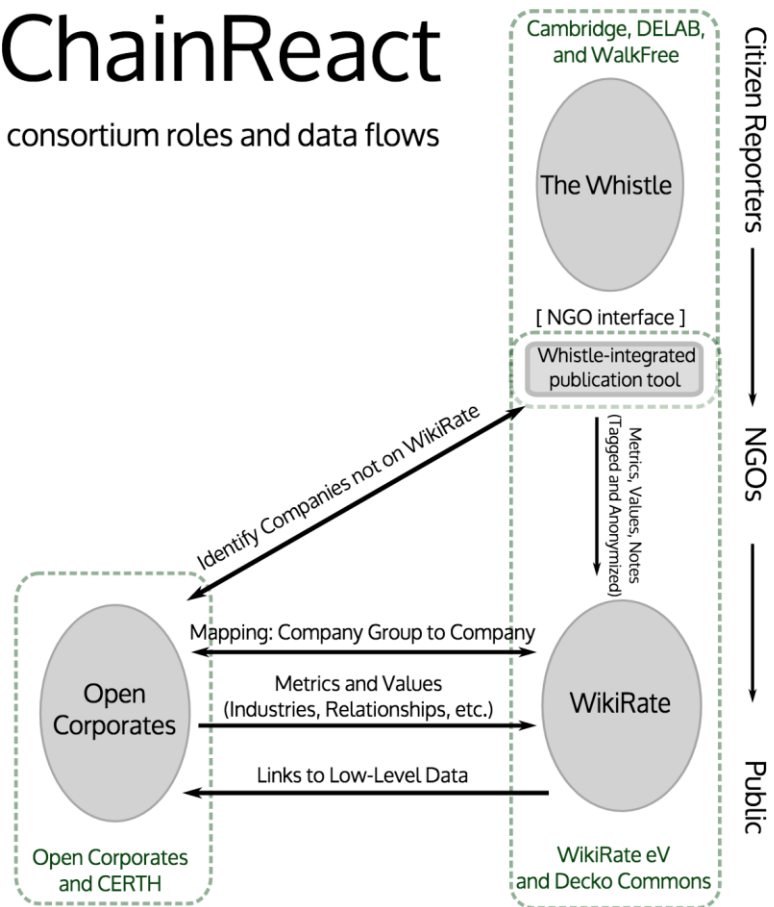 ChainReact
consortium roles and data flows
Cambridge, DELAB,
and WalkFree
The Whistle
[ NGO interface ]
Whistle-integrated
publication tool
Citizen Reporters
NGOs
Public
Identify Companies not on WikiRate
Metrics, Values, Notes
(Tagged and Anonymized)
Mapping: Company Group to Company
Metrics and Values
(Industries, Relationships, etc.)
Links to Low-Level Data
Open
Corporates
WikiRate
Open Corporates
and CERTH
WikiRate eV
and Decko Commons